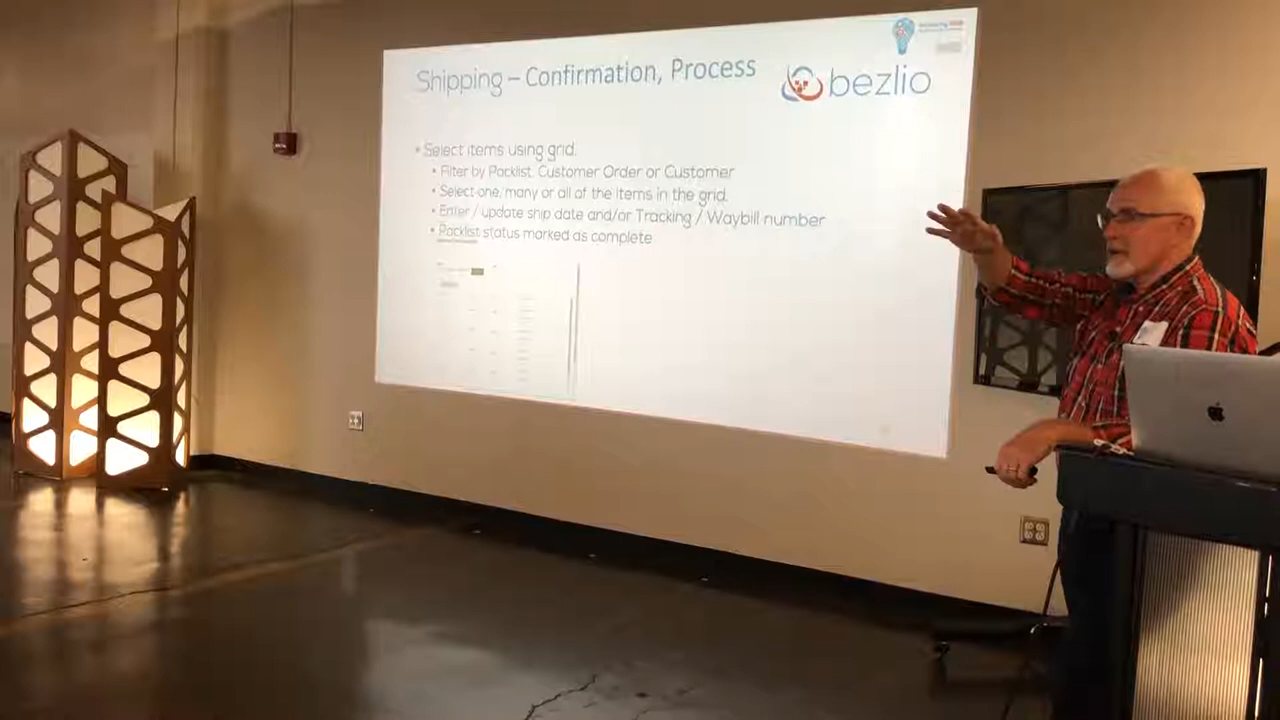 Shipping – Confirmation, Process
bezlio
• Select items using grid.
• Filter by Packlist, Customer Order or Customer
• Select one, many or all of the items in the grid.
• Enter / update ship date and/or Tracking / Waybill number
• Packlist status marked as complete